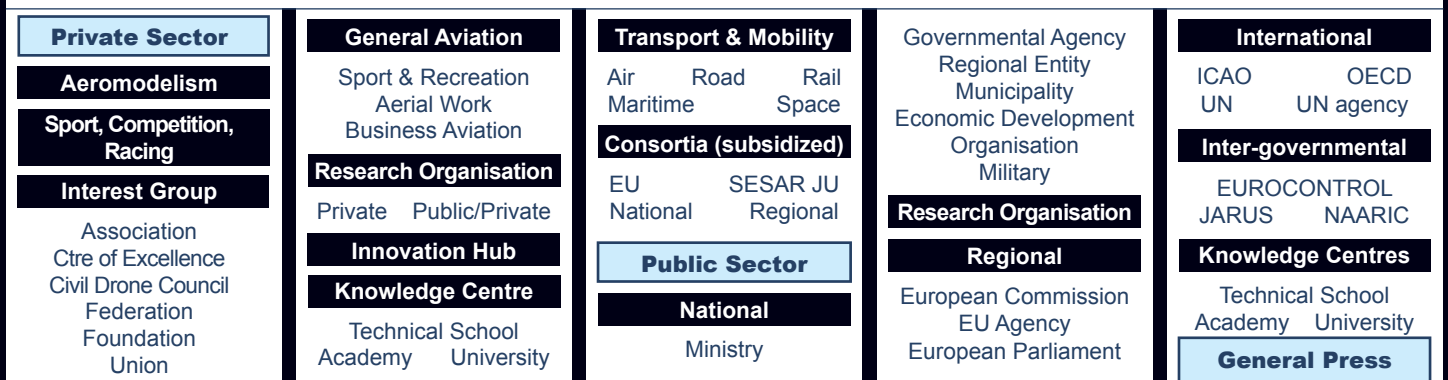 Private Sector
Aeromodelism
Sport, Competition,
Racing
Interest Group
Association
Ctre of Excellence
Civil Drone Council
Federation
Foundation
Union
General Aviation
Sport & Recreation
Aerial Work
Business Aviation
Research Organisation
Private Public/Private
Innovation Hub
Knowledge Centre
Technical School
Academy University
Transport & Mobility
Air Road Rail
Maritime Space
Consortia (subsidized)
EU SESAR JU
National Regional
Public Sector
National
Ministry
Governmental Agency
Regional Entity
Municipality
Economic Development
Organisation
Military
Research Organisation
Regional
European Commission
EU Agency
European Parliament
International
ICAO OECD
UN UN agency
Inter-governmental
EUROCONTROL
JARUS NAARIC
Knowledge Centres
Technical School
Academy University
General Press